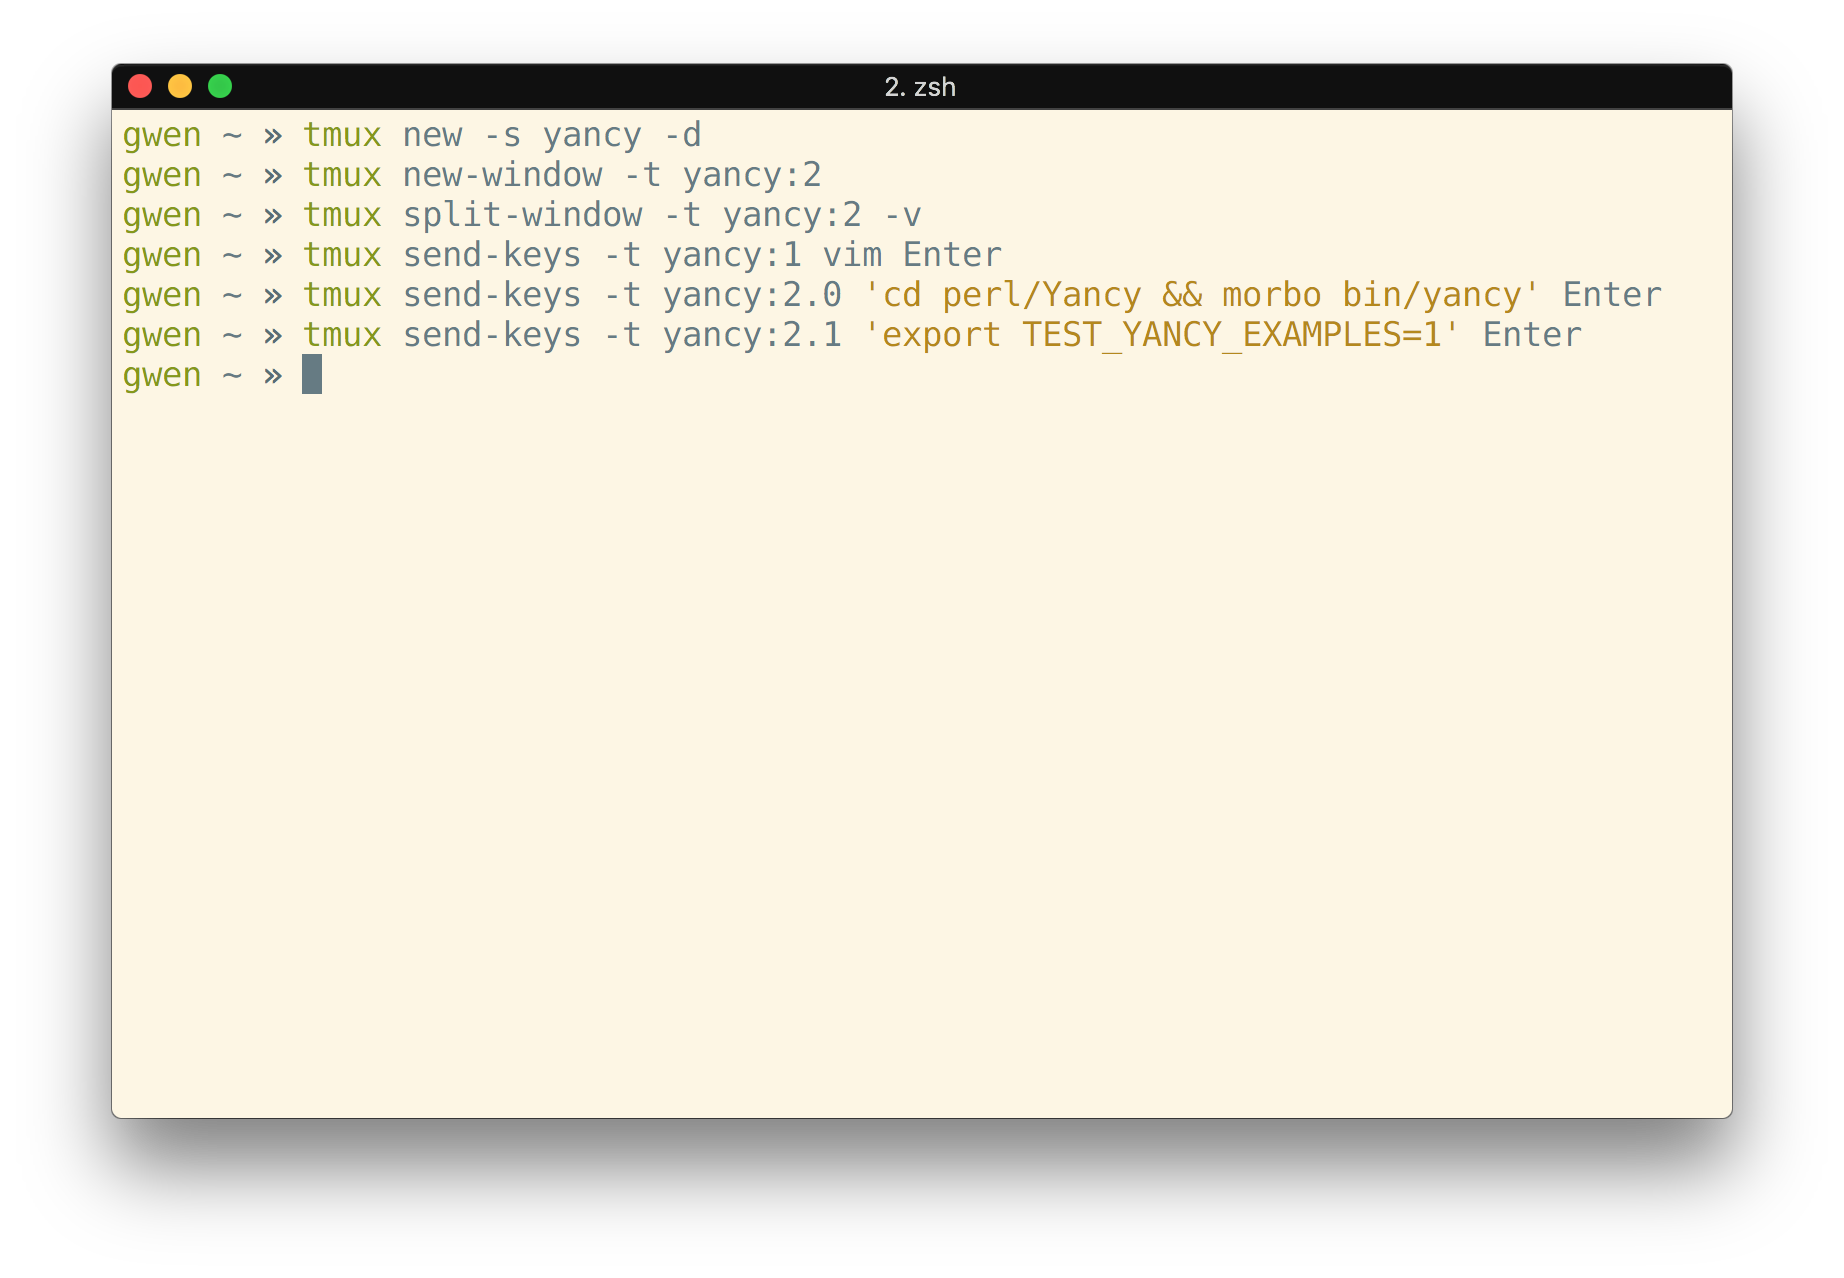 2. zsh
gwen ~ » tmux new -s yancy -d
gwen ~ » tmux new-window -t yancy:2
gwen ~ » tmux split-window -t yancy:2 -v
gwen ~ » tmux send-keys -t yancy:1 vim Enter
gwen ~ » tmux send-keys -t yancy:2.0 'cd perl/Yancy && morbo bin/yancy' Enter
gwen ~ » tmux send-keys -t yancy:2.1 'export TEST_YANCY_EXAMPLES=1' Enter
gwen ~ »